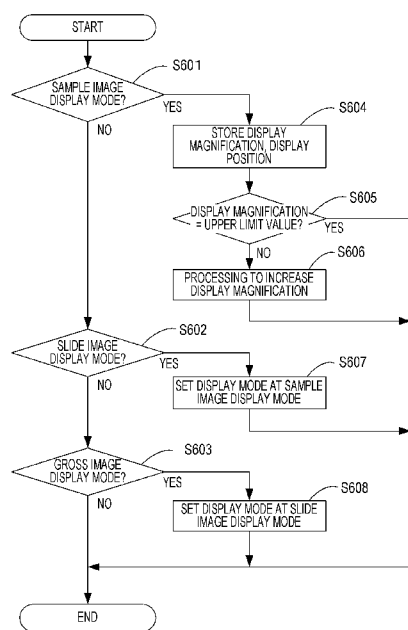 START
S601
SAMPLE IMAGE
DISPLAY MODE?
YES
NO
S604
STORE DISPLAY
MAGNIFICATION, DISPLAY
POSITION
S605
DISPLAY MAGNIFICATION
= UPPER LIMIT VALUE?
YES
NO
S606
PROCESSING TO INCREASE
DISPLAY MAGNIFICATION
S602
SLIDE IMAGE
DISPLAY MODE?
YES
NO
S607
SET DISPLAY MODE AT SAMPLE
IMAGE DISPLAY MODE
S603
GROSS IMAGE
DISPLAY MODE?
YES
NO
S608
SET DISPLAY MODE AT SLIDE
IMAGE DISPLAY MODE
END